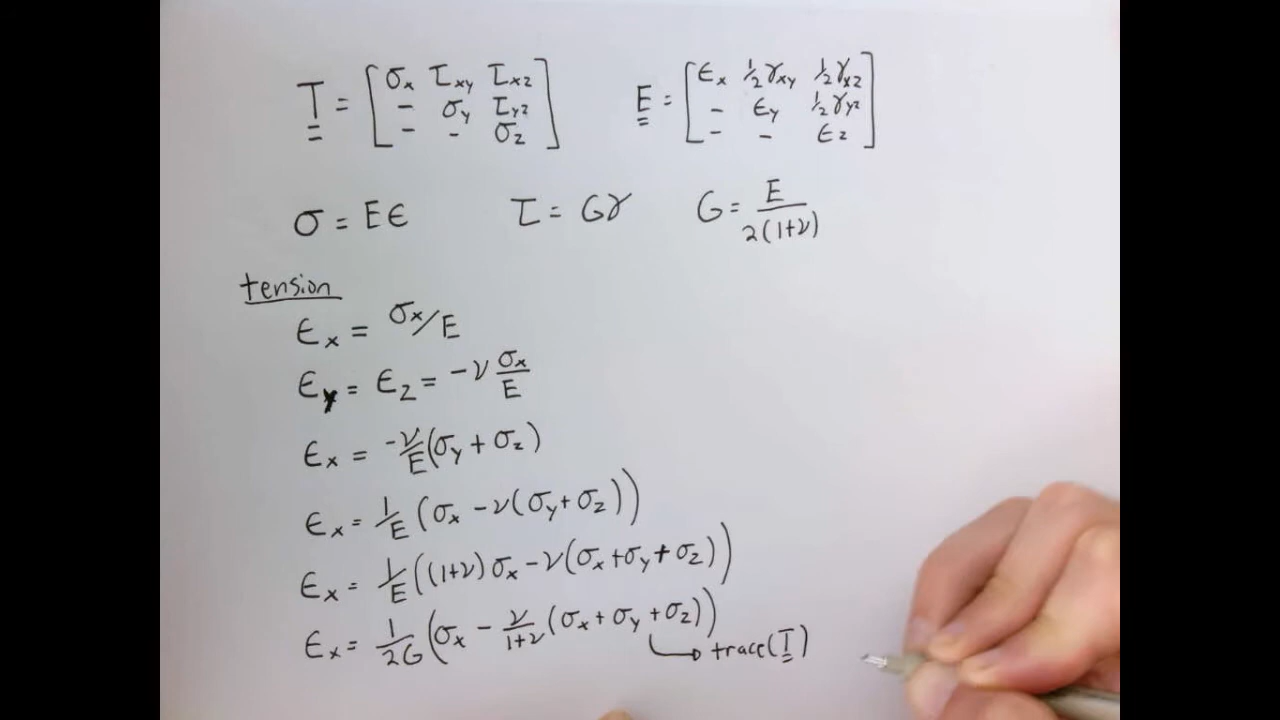 T = [σx τxy τxz E = [εx ½γxy ½γxz
- σy τyz - εy ½γyz
- - σz] - - εz]
σ = Eε τ = Gγ G = E/2(1+ν)
tension
εx = σx/E
εy = εz = -ν σx/E
εx = -ν/E(σy + σz)
εx = 1/E (σx - ν(σy + σz))
εx = 1/E((1+ν)σx - ν(σx + σy + σz))
εx = 1/2G (σx - ν/1+ν (σx + σy + σz))
trace(T)